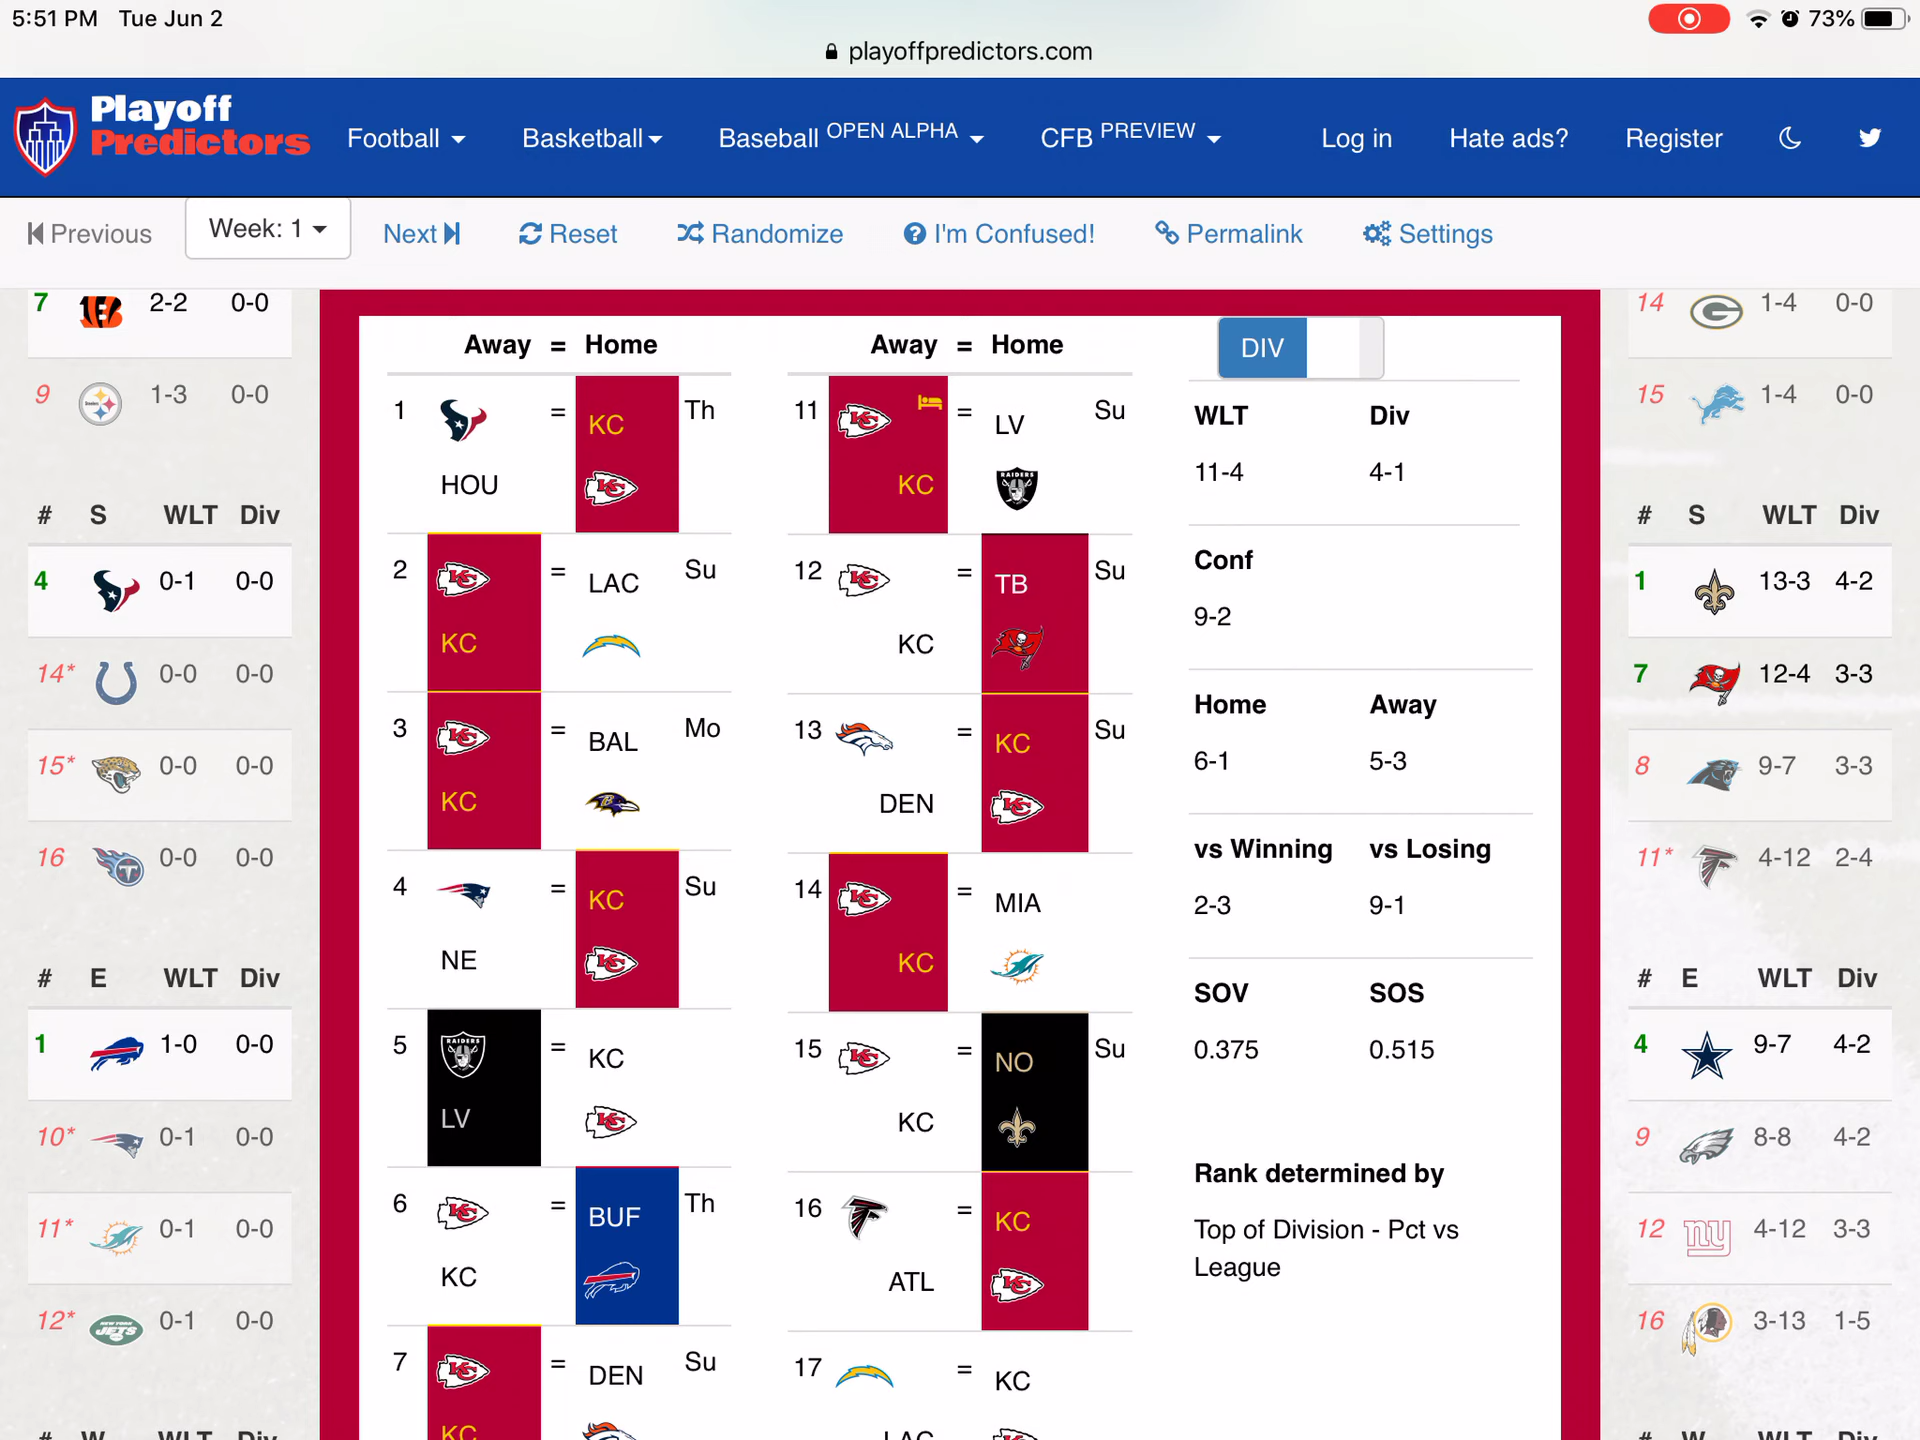 5:51 PM Tue Jun 2
73%
playoffpredictors.com
Playoff
Predictors
Football
Basketball
Baseball OPEN ALPHA
CFB PREVIEW
Log in
Hate ads?
Register
Previous
Week: 1
Next
Reset
Randomize
I'm Confused!
Permalink
Settings
7 2-2 0-0
9 1-3 0-0
# S WLT Div
4 0-1 0-0
14* 0-0 0-0
15* 0-0 0-0
16 0-0 0-0
# E WLT Div
1 1-0 0-0
10* 0-1 0-0
11* 0-1 0-0
12* 0-1 0-0
# W WLT Div
Away = Home
1 = KC Th
HOU
2 = LAC Su
KC
3 = BAL Mo
KC
4 = KC Su
NE
5 RAIDERS = KC
LV
6 = BUF Th
KC
7 = DEN Su
KC
Away = Home
11 = LV Su
KC RAIDERS
12 = TB Su
KC
13 = KC Su
DEN
14 = MIA
KC
15 = NO Su
KC
16 = KC
ATL
17 = KC
LAC
DIV
WLT Div
11-4 4-1
Conf
9-2
Home Away
6-1 5-3
vs Winning vs Losing
2-3 9-1
SOV SOS
0.375 0.515
Rank determined by
Top of Division - Pct vs
League
14 1-4 0-0
15 1-4 0-0
# S WLT Div
1 13-3 4-2
7 12-4 3-3
8 9-7 3-3
11* 4-12 2-4
# E WLT Div
4 9-7 4-2
9 8-8 4-2
12 ny 4-12 3-3
16 3-13 1-5
# W WLT Div